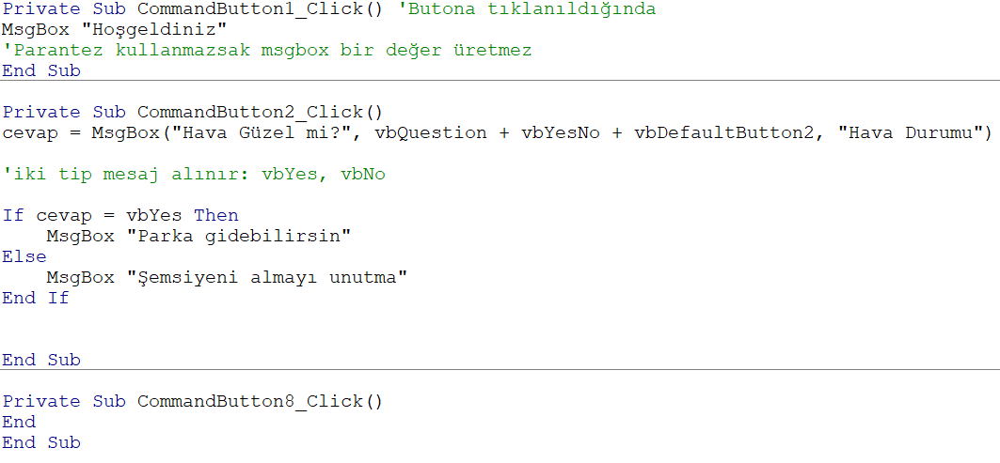 Private Sub CommandButton1_Click() 'Butona tıklanıldığında
MsgBox "Hoşgeldiniz"
'Parantez kullanmazsak msgbox bir değer üretmez
End Sub
Private Sub CommandButton2_Click()
cevap = MsgBox("Hava Güzel mi?", vbQuestion + vbYesNo + vbDefaultButton2, "Hava Durumu")
'iki tip mesaj alınır: vbYes, vbNo
If cevap = vbYes Then
    MsgBox "Parka gidebilirsin"
Else
    MsgBox "Şemsiyeni almayı unutma"
End If
End Sub
Private Sub CommandButton8_Click()
End
End Sub